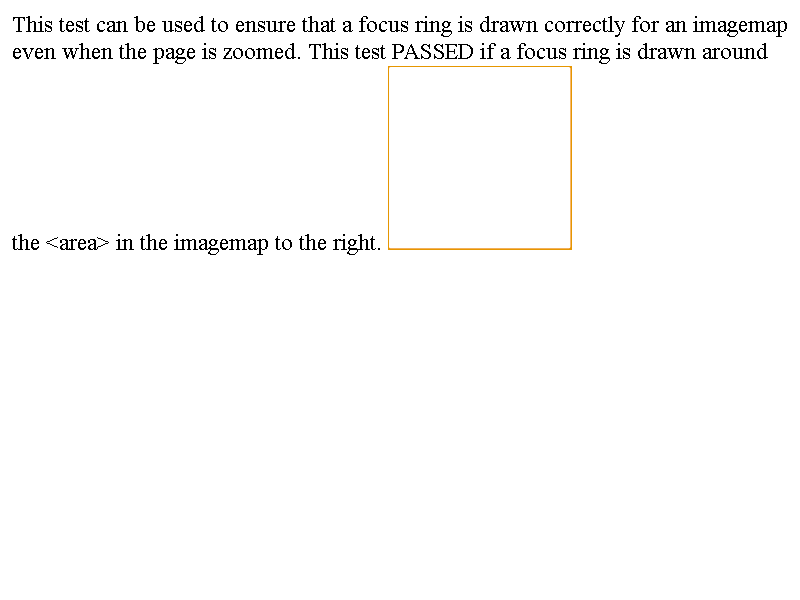 This test can be used to ensure that a focus ring is drawn correctly for an imagemap
even when the page is zoomed. This test PASSED if a focus ring is drawn around
the <area> in the imagemap to the right.